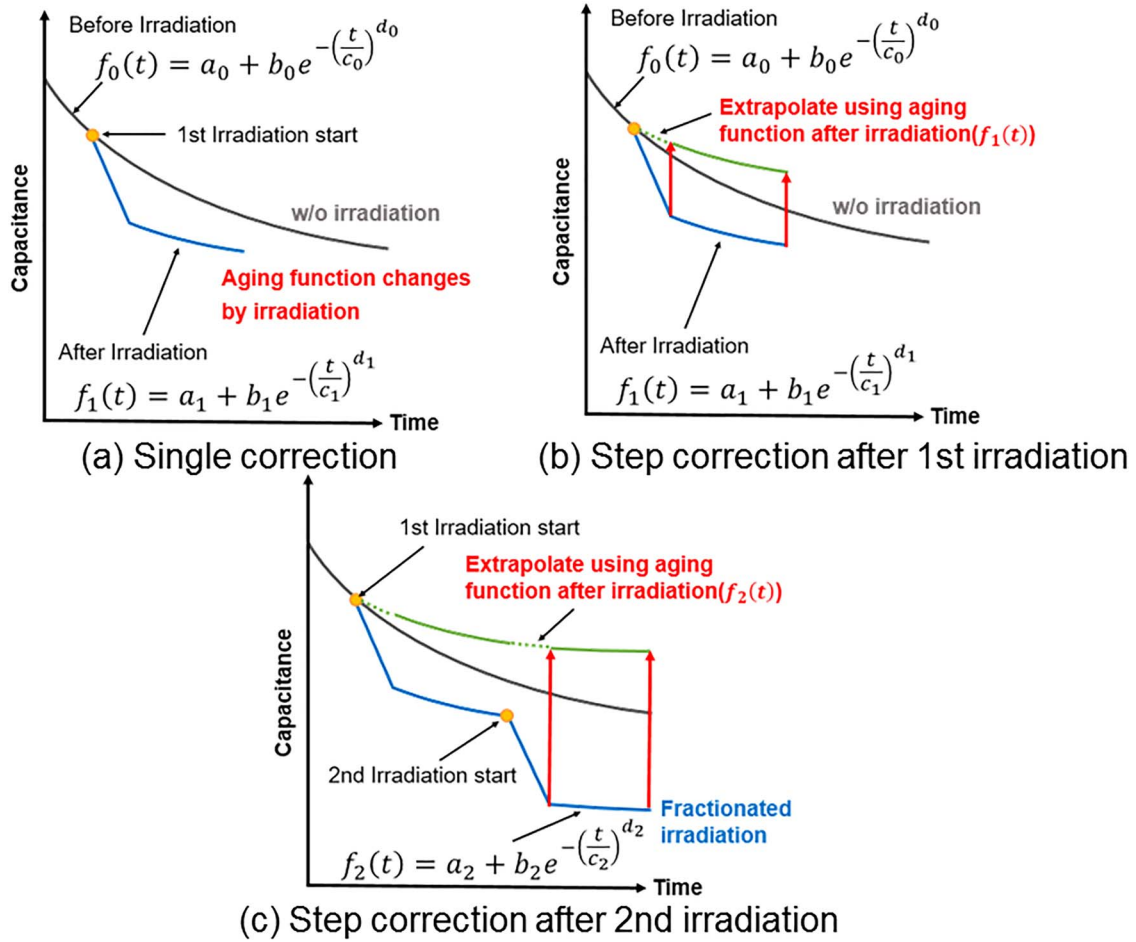 Before Irradiation
f₀(t) = a₀ + b₀e^{-(t/c₀)^{d₀}}
1st Irradiation start
w/o irradiation
Aging function changes
by irradiation
After Irradiation
f₁(t) = a₁ + b₁e^{-(t/c₁)^{d₁}}
Capacitance
Time
(a) Single correction
Before Irradiation
f₀(t) = a₀ + b₀e^{-(t/c₀)^{d₀}}
Extrapolate using aging
function after irradiation(f₁(t))
w/o irradiation
After Irradiation
f₁(t) = a₁ + b₁e^{-(t/c₁)^{d₁}}
Capacitance
Time
(b) Step correction after 1st irradiation
1st Irradiation start
Extrapolate using aging
function after irradiation(f₂(t))
2nd Irradiation start
Fractionated
irradiation
f₂(t) = a₂ + b₂e^{-(t/c₂)^{d₂}}
Capacitance
Time
(c) Step correction after 2nd irradiation